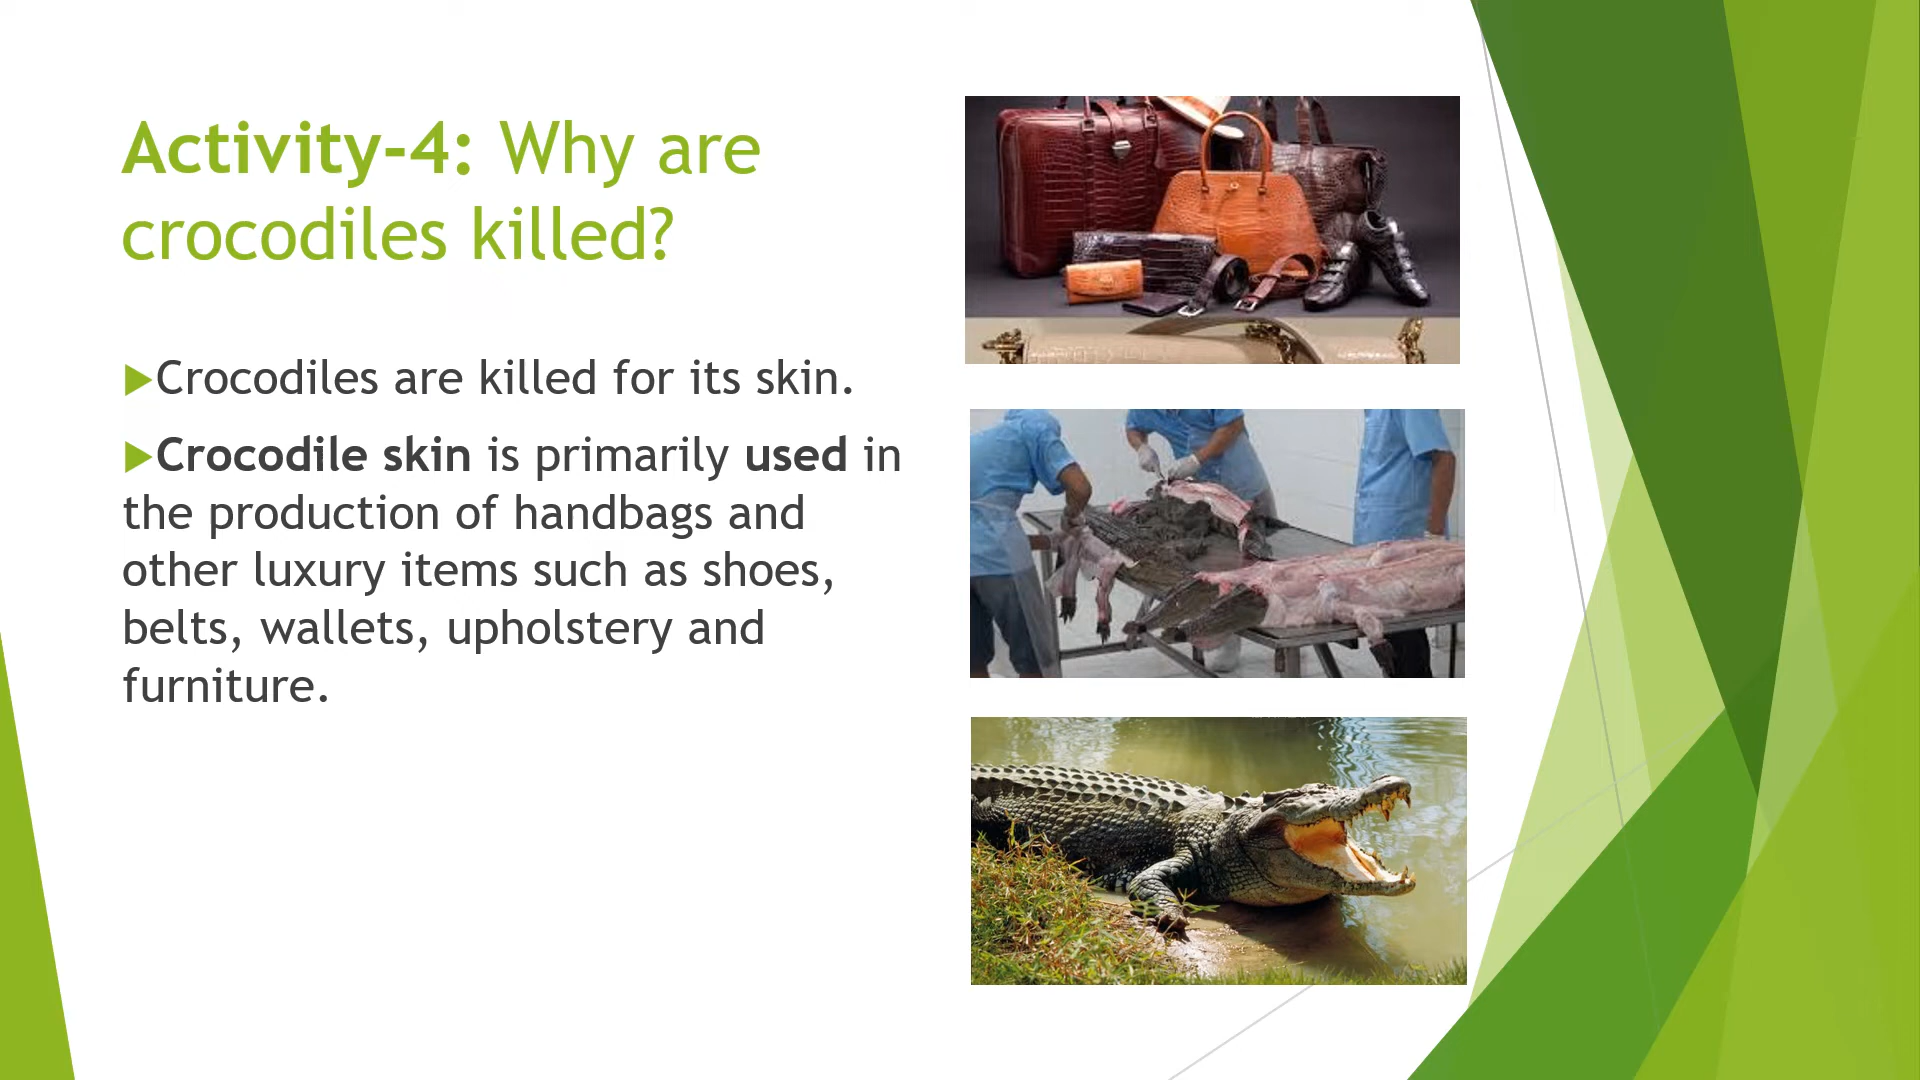 Activity-4: Why are
crocodiles killed?
▶Crocodiles are killed for its skin.
▶Crocodile skin is primarily used in
the production of handbags and
other luxury items such as shoes,
belts, wallets, upholstery and
furniture.